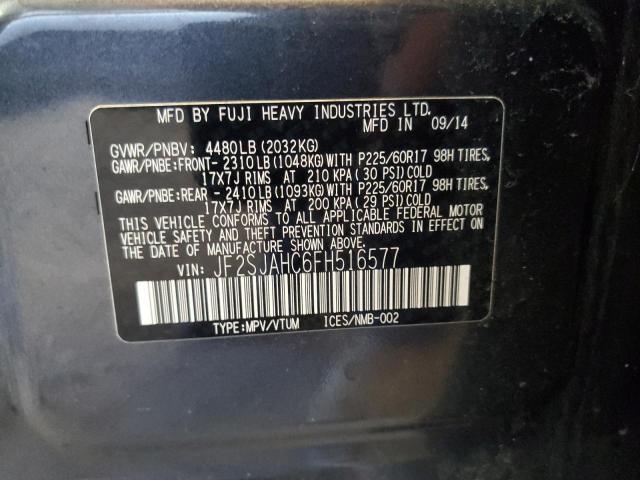 MFD BY FUJI HEAVY INDUSTRIES LTD.
MFD IN 09/14
GVWR/PNBV: 4480LB (2032KG)
GAWR/PNBE:FRONT- 2310LB (1048KG)WITH P225/60R17 98H TIRES,
17X7J RIMS AT 210 KPA ( 30 PSI)COLD
GAWR/PNBE:REAR - 2410LB (1093KG)WITH P225/60R17 98H TIRES,
17X7J RIMS AT 200 KPA ( 29 PSI)COLD
THIS VEHICLE CONFORMS TO ALL APPLICABLE FEDERAL MOTOR
VEHICLE SAFETY AND THEFT PREVENTION STANDARDS IN EFFECT ON
THE DATE OF MANUFACTURE SHOWN ABOVE.
VIN: JF2SJAHC6FH516577
TYPE:MPV/VTUM ICES/NMB-002